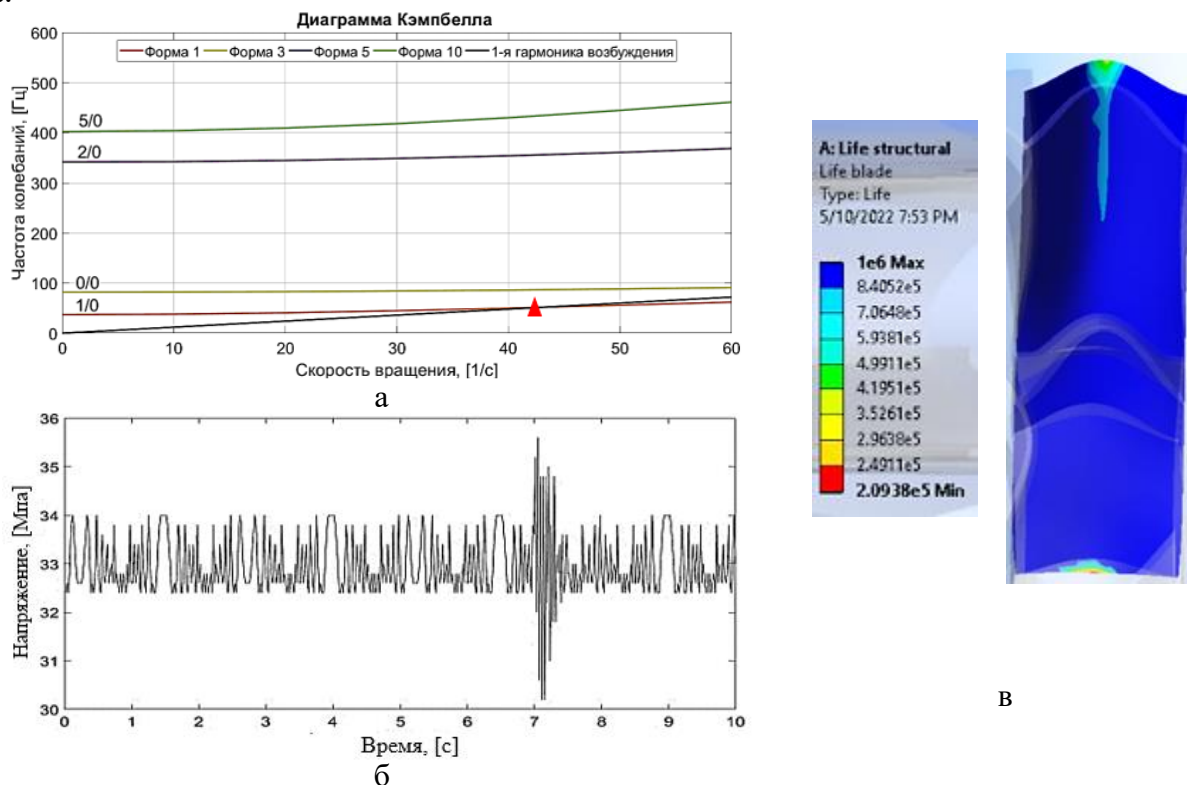 Диаграмма Кэмпбелла
Форма 1 Форма 3 Форма 5 Форма 10 1-я гармоника возбуждения
Частота колебаний, [Гц]
600
500
400
300
200
100
0
5/0
2/0
0/0
1/0
0 10 20 30 40 50 60
Скорость вращения, [1/с]
а
Напряжение, [Мпа]
36
35
34
33
32
31
30
0 1 2 3 4 5 6 7 8 9 10
Время, [с]
б
A: Life structural
Life blade
Type: Life
5/10/2022 7:53 PM
1e6 Max
8.4052e5
7.0648e5
5.9381e5
4.9911e5
4.1951e5
3.5261e5
2.9638e5
2.4911e5
2.0938e5 Min
в